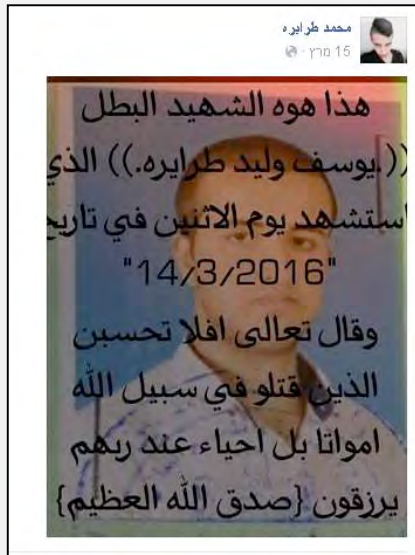 محمد طرايره
15 מרץ
هذا هوه الشهيد البطل
((.يوسف وليد طرايره.)) الذي
استشهد يوم الاثنين في تاريخ
"14/3/2016"
وقال تعالى افلا تحسبن
الذين قتلو في سبيل الله
امواتا بل احياء عند ربهم
يرزقون {صدق الله العظيم}